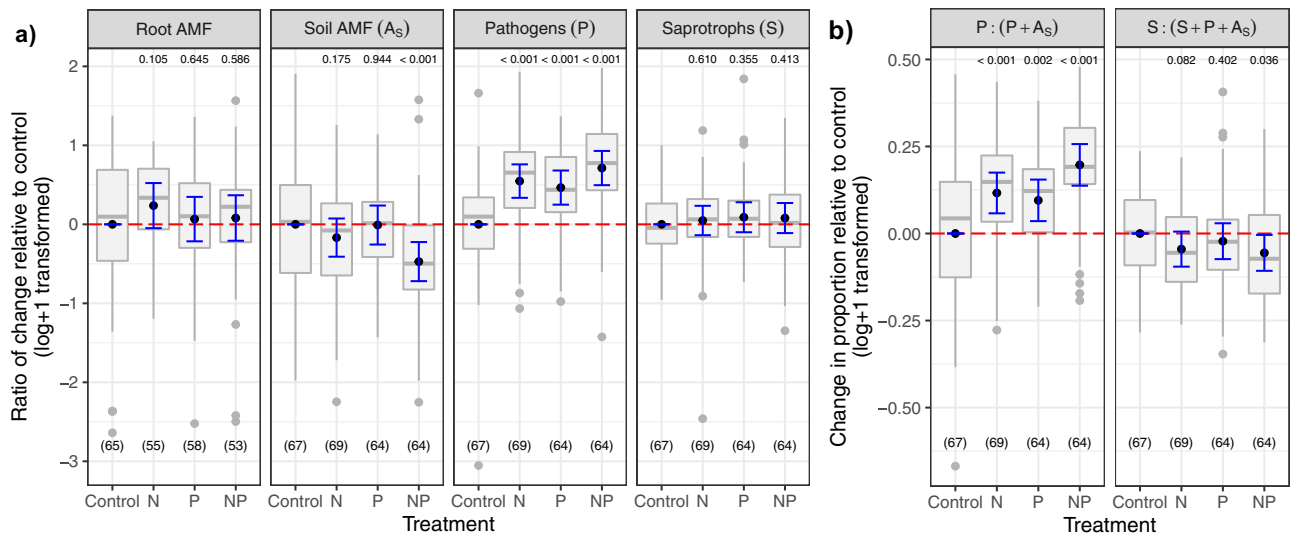 a)
Root AMF
Soil AMF (A_S)
Pathogens (P)
Saprotrophs (S)
0.105 0.645 0.586
0.175 0.944 < 0.001
< 0.001 < 0.001 < 0.001
0.610 0.355 0.413
Ratio of change relative to control
(log+1 transformed)
2
1
0
−1
−2
−3
(65) (55) (58) (53)
(67) (69) (64) (64)
(67) (69) (64) (64)
(67) (69) (64) (64)
Control N P NP
Control N P NP
Control N P NP
Control N P NP
Treatment
b)
P : (P + A_S)
S : (S + P + A_S)
< 0.001 0.002 < 0.001
0.082 0.402 0.036
Change in proportion relative to control
(log+1 transformed)
0.50
0.25
0.00
−0.25
−0.50
(67) (69) (64) (64)
(67) (69) (64) (64)
Control N P NP
Control N P NP
Treatment